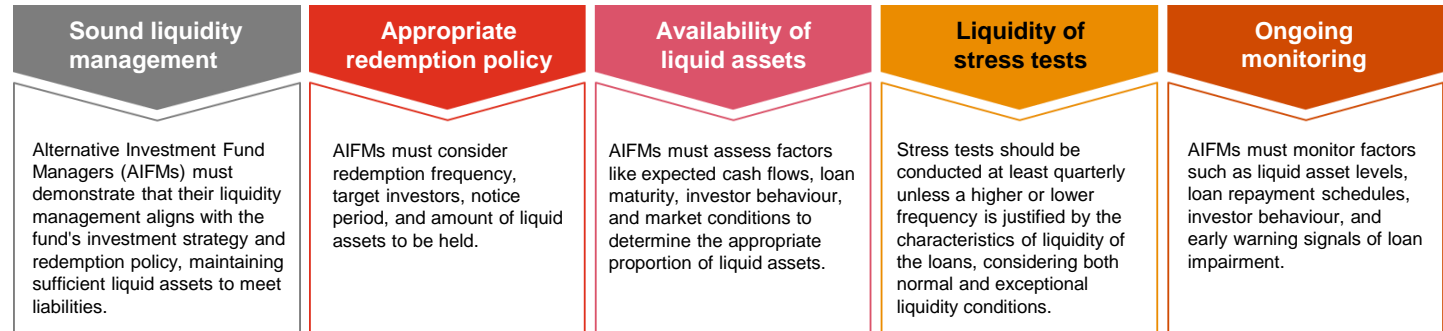 Sound liquidity
management
Alternative Investment Fund
Managers (AIFMs) must
demonstrate that their liquidity
management aligns with the
fund's investment strategy and
redemption policy, maintaining
sufficient liquid assets to meet
liabilities.
Appropriate
redemption policy
AIFMs must consider
redemption frequency,
target investors, notice
period, and amount of liquid
assets to be held.
Availability of
liquid assets
AIFMs must assess factors
like expected cash flows, loan
maturity, investor behaviour,
and market conditions to
determine the appropriate
proportion of liquid assets.
Liquidity of
stress tests
Stress tests should be
conducted at least quarterly
unless a higher or lower
frequency is justified by the
characteristics of liquidity of
the loans, considering both
normal and exceptional
liquidity conditions.
Ongoing
monitoring
AIFMs must monitor factors
such as liquid asset levels,
loan repayment schedules,
investor behaviour, and
early warning signals of loan
impairment.